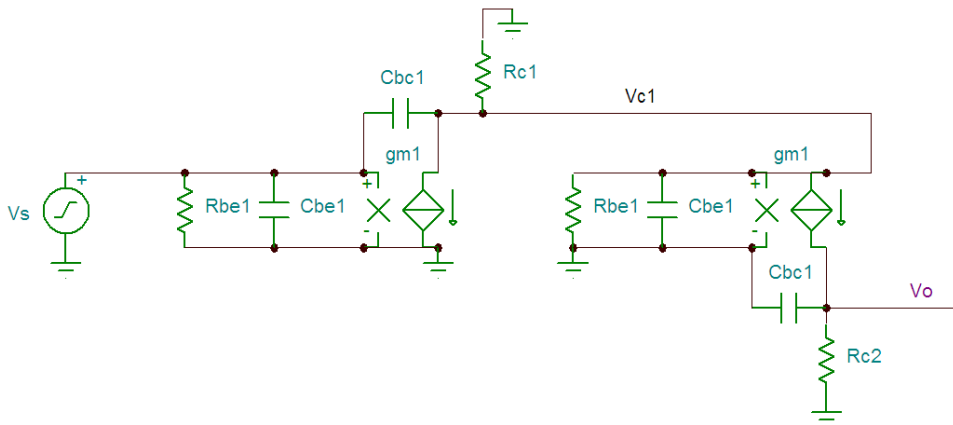 Rc1
Cbc1
Vc1
gm1
gm1
+
+
+
Vs
Rbe1
Cbe1
Rbe1
Cbe1
-
-
Cbc1
Vo
Rc2